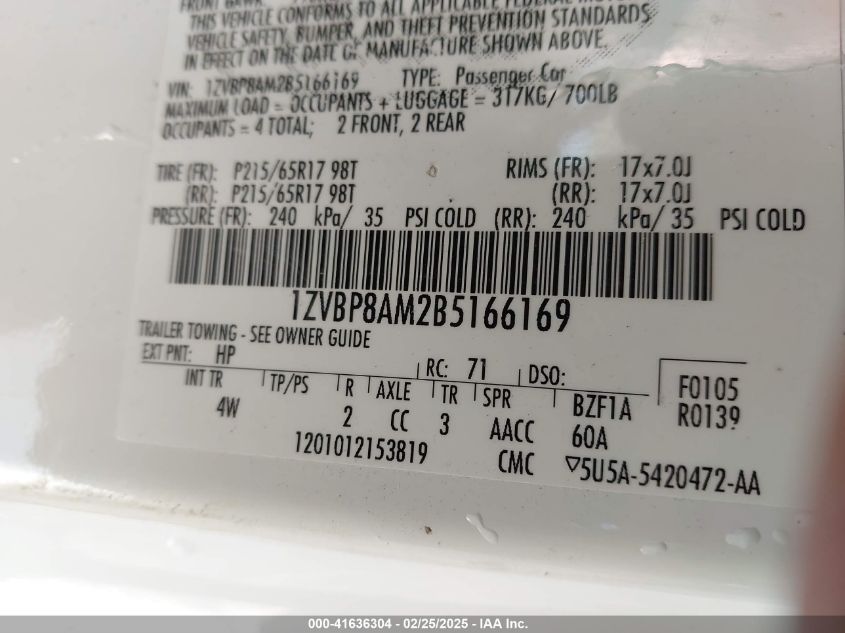 THIS VEHICLE CONFORMS TO ALL APPLICABLE FEDERAL
VEHICLE SAFETY, BUMPER, AND THEFT PREVENTION STANDARDS
IN EFFECT ON THE DATE OF MANUFACTURE SHOWN ABOVE.
VIN: 1ZVBP8AM2B5166169 TYPE: Passenger Car
MAXIMUM LOAD = OCCUPANTS + LUGGAGE = 317KG/ 700LB
OCCUPANTS = 4 TOTAL; 2 FRONT, 2 REAR
TIRE (FR): P215/65R17 98T RIMS (FR): 17x7.0J
(RR): P215/65R17 98T (RR): 17x7.0J
PRESSURE (FR): 240 kPa/ 35 PSI COLD (RR): 240 kPa/ 35 PSI COLD
1ZVBP8AM2B5166169
TRAILER TOWING - SEE OWNER GUIDE
EXT PNT: HP RC: 71 DSO:
INT TR TP/PS R AXLE TR SPR BZF1A F0105
4W 2 CC 3 AACC 60A R0139
1201012153819 CMC ▽5U5A-5420472-AA
000-41636304 - 02/25/2025 - IAA Inc.